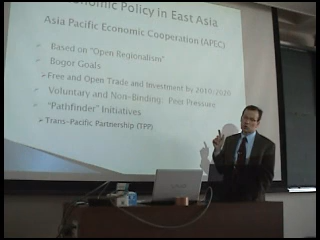 onomic Policy in East Asia
Asia Pacific Economic Cooperation (APEC)
Based on "Open Regionalism"
Bogor Goals
Free and Open Trade and Investment by 2010/2020
Voluntary and Non-Binding: Peer Pressure
"Pathfinder" Initiatives
Trans-Pacific Partnership (TPP)